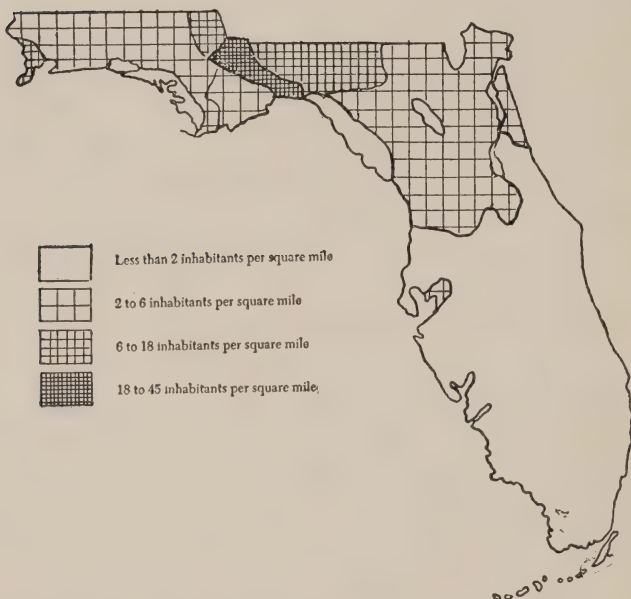 Less than 2 inhabitants per square mile
2 to 6 inhabitants per square mile
6 to 18 inhabitants per square mile
18 to 45 inhabitants per square mile